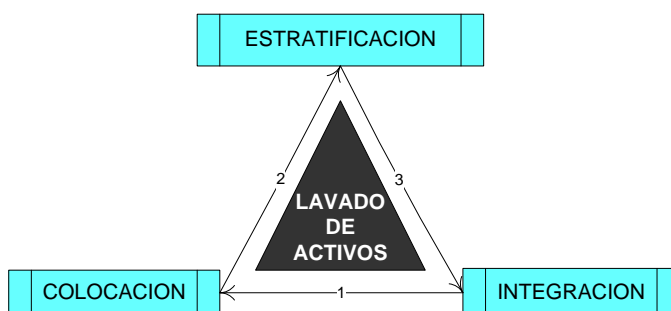 ESTRATIFICACION
2
3
LAVADO
DE
ACTIVOS
COLOCACION
1
INTEGRACION